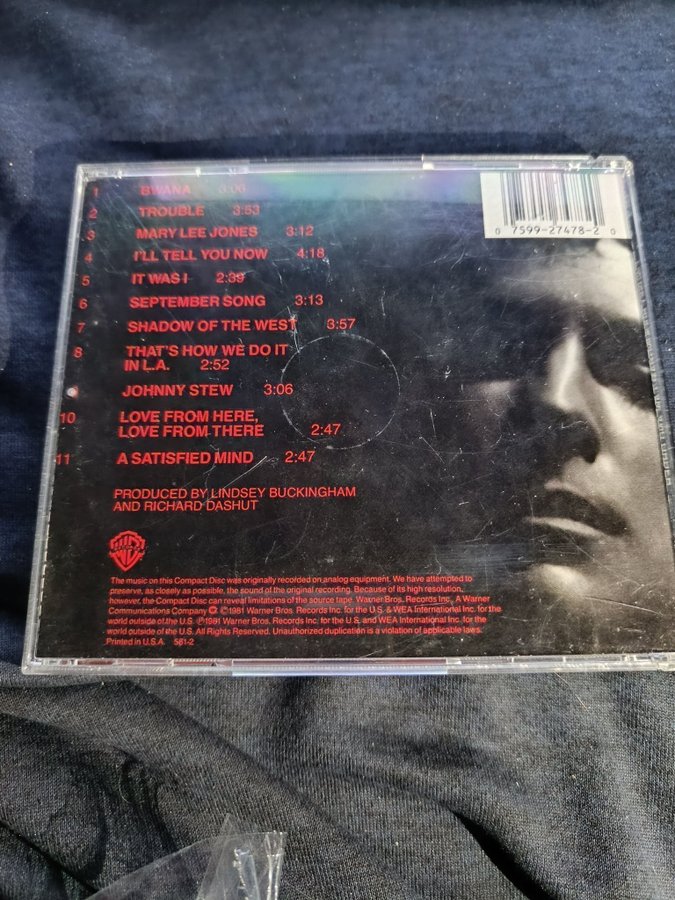 0 7599-27478-2 0
1 BWANA 3:06
2 TROUBLE 3:53
3 MARY LEE JONES 3:12
4 I'LL TELL YOU NOW 4:18
5 IT WAS I 2:39
6 SEPTEMBER SONG 3:13
7 SHADOW OF THE WEST 3:57
8 THAT'S HOW WE DO IT
IN L.A. 2:52
JOHNNY STEW 3:06
10 LOVE FROM HERE,
LOVE FROM THERE 2:47
11 A SATISFIED MIND 2:47
PRODUCED BY LINDSEY BUCKINGHAM
AND RICHARD DASHUT
The music on this Compact Disc was originally recorded on analog equipment. We have attempted to
preserve, as closely as possible, the sound of the original recording. Because of its high resolution,
however, the Compact Disc can reveal limitations of the source tape. Warner Bros. Records Inc., A Warner
Communications Company ©1981 Warner Bros. Records Inc. for the U.S. & WEA International Inc. for the
world outside of the U.S. ℗1981 Warner Bros. Records Inc. for the U.S. and WEA International Inc. for the
world outside of the U.S. All Rights Reserved. Unauthorized duplication is a violation of applicable laws.
Printed in U.S.A. 561-2